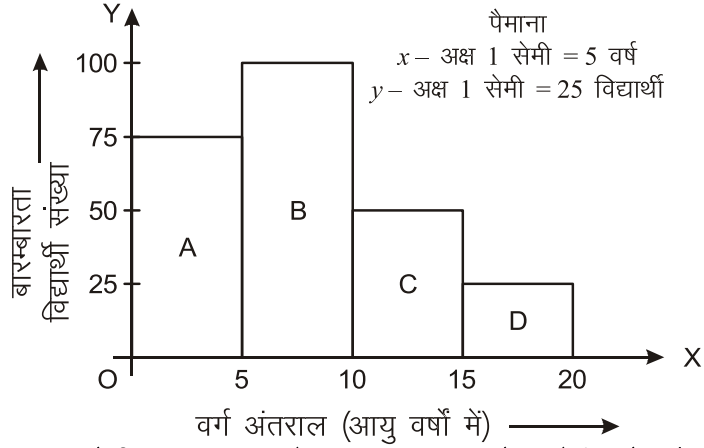 Y
पैमाना
x – अक्ष 1 सेमी = 5 वर्ष
y – अक्ष 1 सेमी = 25 विद्यार्थी
100
75
50
25
बारम्बारता
विद्यार्थी संख्या
A
B
C
D
O
5
10
15
20
X
वर्ग अंतराल (आयु वर्षों में)